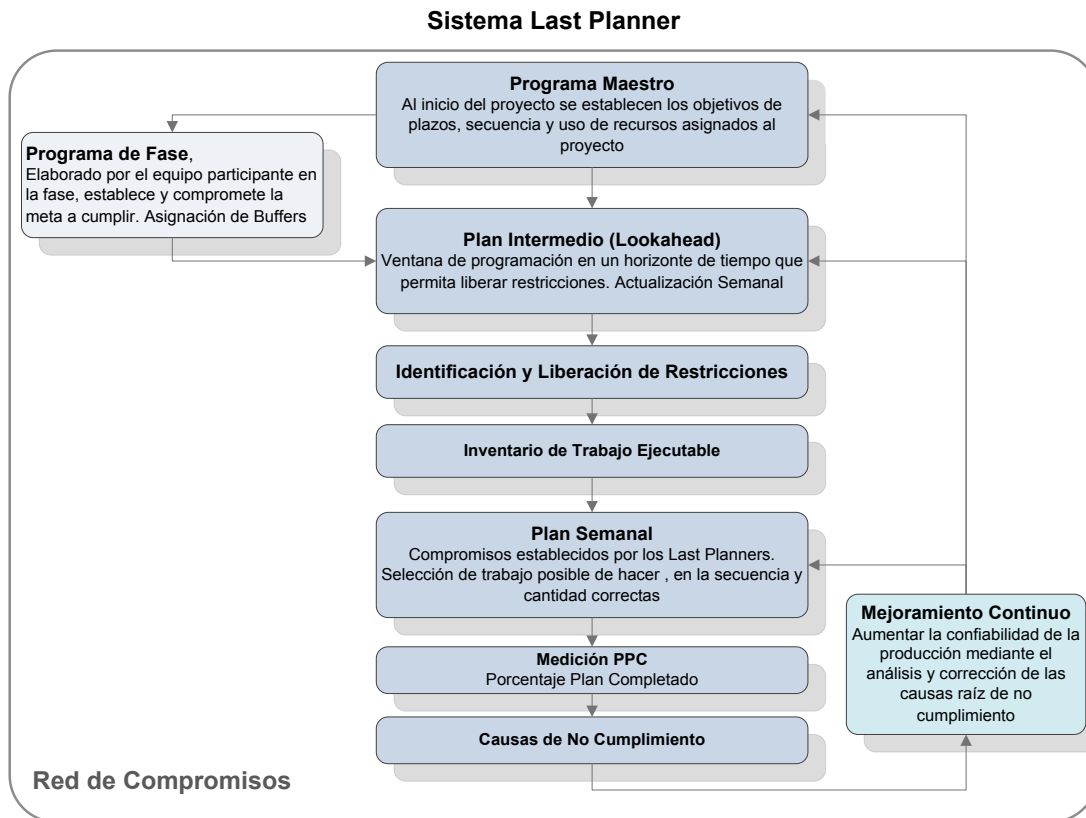 Sistema Last Planner
Programa Maestro
Al inicio del proyecto se establecen los objetivos de
plazos, secuencia y uso de recursos asignados al
proyecto
Programa de Fase,
Elaborado por el equipo participante en
la fase, establece y compromete la
meta a cumplir. Asignación de Buffers
Plan Intermedio (Lookahead)
Ventana de programación en un horizonte de tiempo que
permita liberar restricciones. Actualización Semanal
Identificación y Liberación de Restricciones
Inventario de Trabajo Ejecutable
Plan Semanal
Compromisos establecidos por los Last Planners.
Selección de trabajo posible de hacer , en la secuencia y
cantidad correctas
Mejoramiento Continuo
Aumentar la confiabilidad de la
producción mediante el
análisis y corrección de las
causas raíz de no
cumplimiento
Medición PPC
Porcentaje Plan Completado
Causas de No Cumplimiento
Red de Compromisos